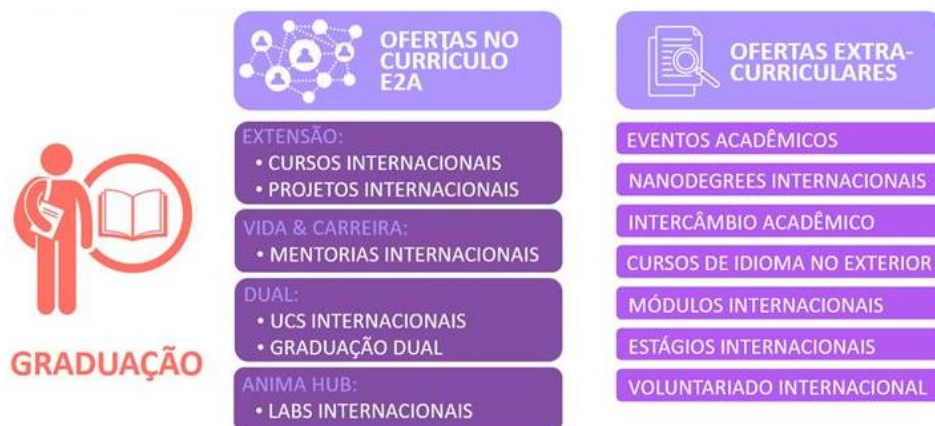 GRADUAÇÃO
OFERTAS NO
CURRÍCULO
E2A
EXTENSÃO:
• CURSOS INTERNACIONAIS
• PROJETOS INTERNACIONAIS
VIDA & CARREIRA:
• MENTORIAS INTERNACIONAIS
DUAL:
• UCS INTERNACIONAIS
• GRADUAÇÃO DUAL
ANIMA HUB:
• LABS INTERNACIONAIS
OFERTAS EXTRA-
CURRICULARES
EVENTOS ACADÊMICOS
NANODEGREES INTERNACIONAIS
INTERCÂMBIO ACADÊMICO
CURSOS DE IDIOMA NO EXTERIOR
MÓDULOS INTERNACIONAIS
ESTÁGIOS INTERNACIONAIS
VOLUNTARIADO INTERNACIONAL